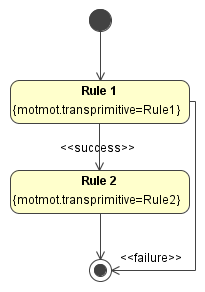 Rule 1
{motmot.transprimitive=Rule1}
<<success>>
Rule 2
{motmot.transprimitive=Rule2}
<<failure>>